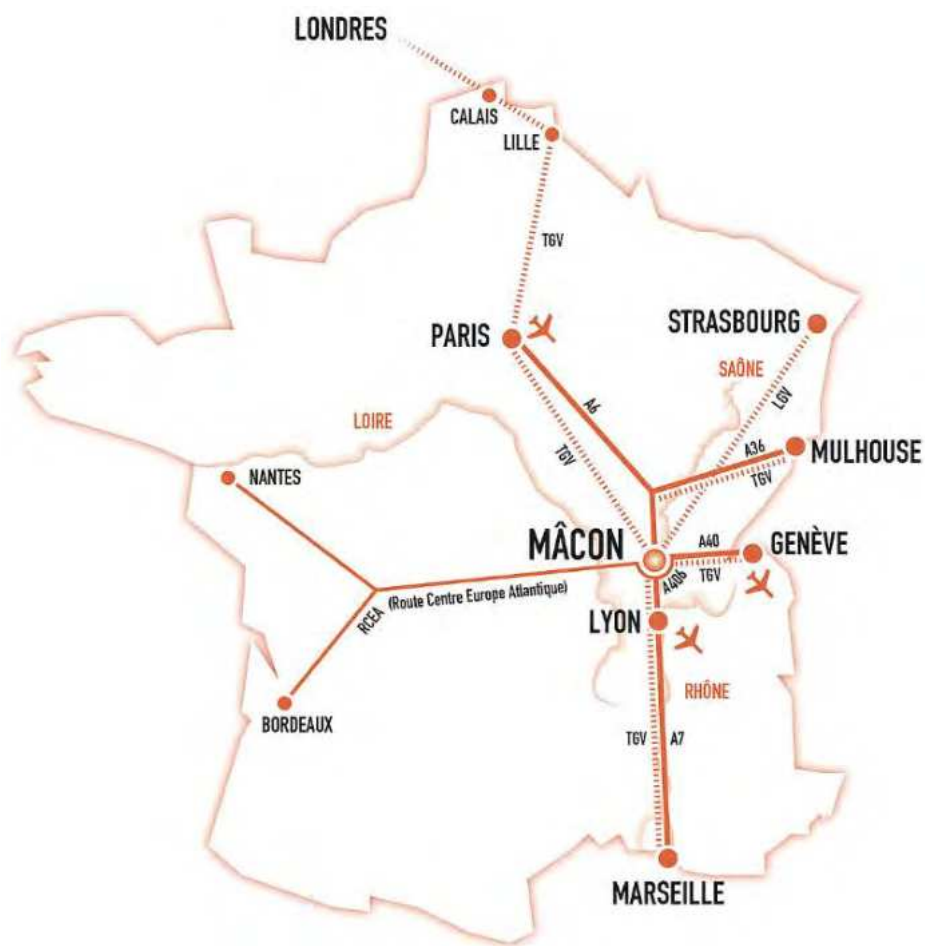 LONDRES
CALAIS
LILLE
TGV
PARIS
STRASBOURG
SAÔNE
A6
LGV
LOIRE
TGV
A36
MULHOUSE
TGV
NANTES
MÂCON
A40
GENÈVE
TGV
A406
RCEA (Route Centre Europe Atlantique)
LYON
RHÔNE
BORDEAUX
TGV
A7
MARSEILLE